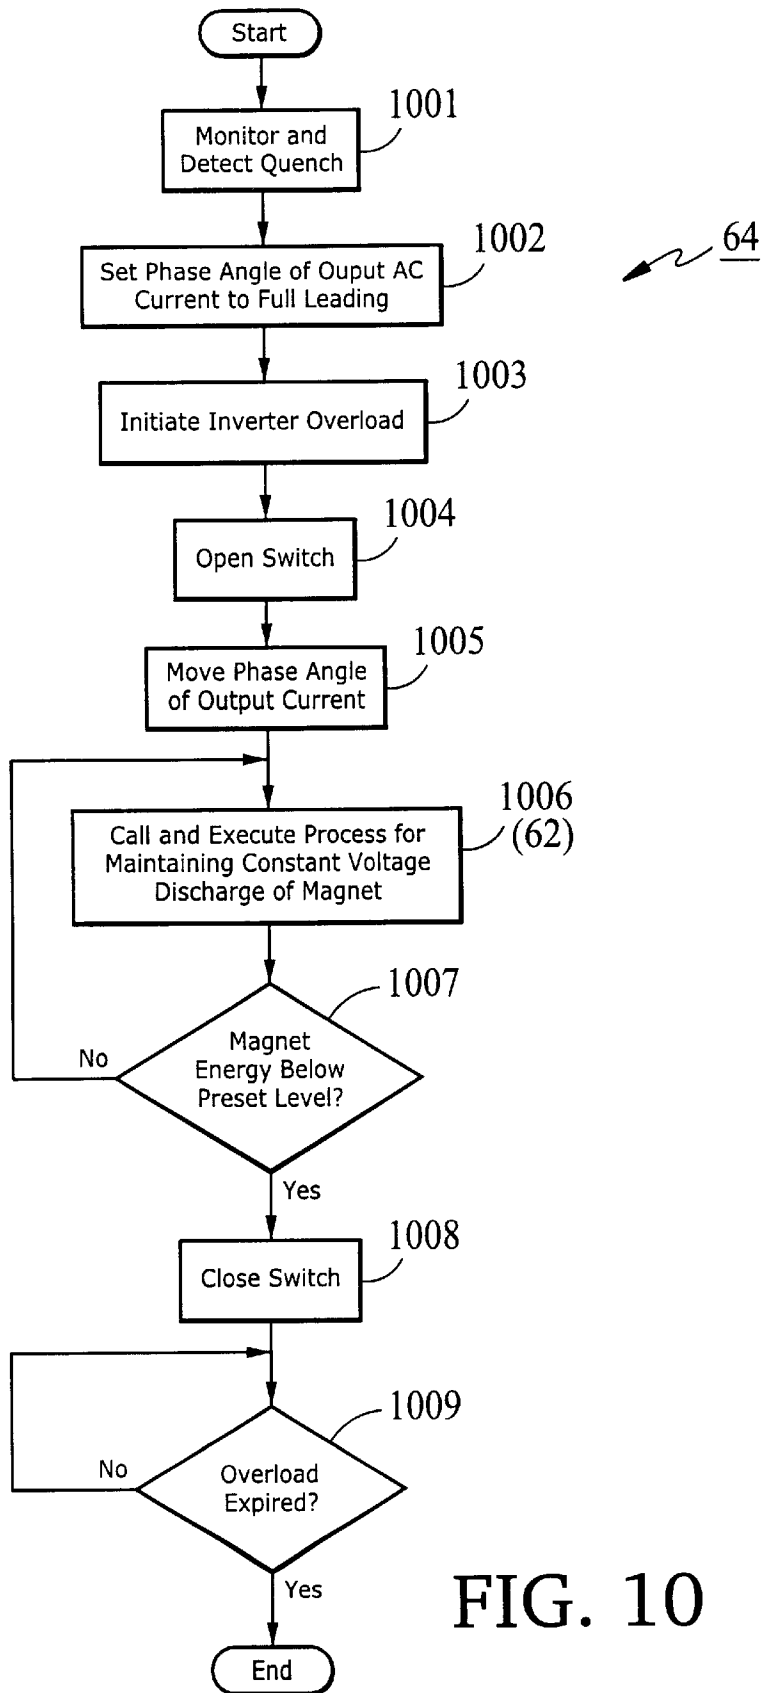 Start
1001
Monitor and
Detect Quench
1002
64
Set Phase Angle of Ouput AC
Current to Full Leading
1003
Initiate Inverter Overload
1004
Open Switch
1005
Move Phase Angle
of Output Current
1006
(62)
Call and Execute Process for
Maintaining Constant Voltage
Discharge of Magnet
1007
Magnet
Energy Below
Preset Level?
No
Yes
1008
Close Switch
1009
Overload
Expired?
No
Yes
End
FIG. 10